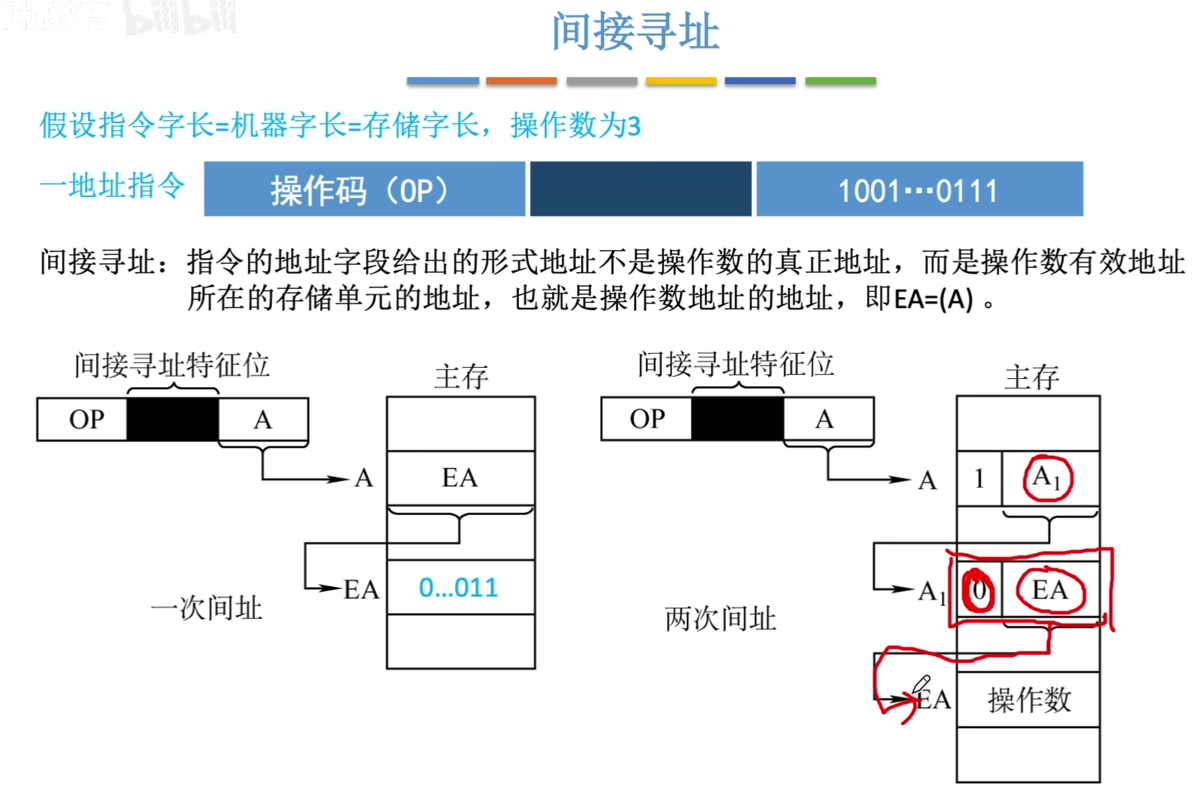 bilibili
间接寻址
假设指令字长=机器字长=存储字长，操作数为3
一地址指令
操作码（OP）
1001…0111
间接寻址：指令的地址字段给出的形式地址不是操作数的真正地址，而是操作数有效地址
所在的存储单元的地址，也就是操作数地址的地址，即EA=(A) 。
间接寻址特征位
主存
OP
A
A
EA
EA
0…011
一次间址
间接寻址特征位
主存
OP
A
A
1
A₁
A₁
0
EA
两次间址
EA
操作数